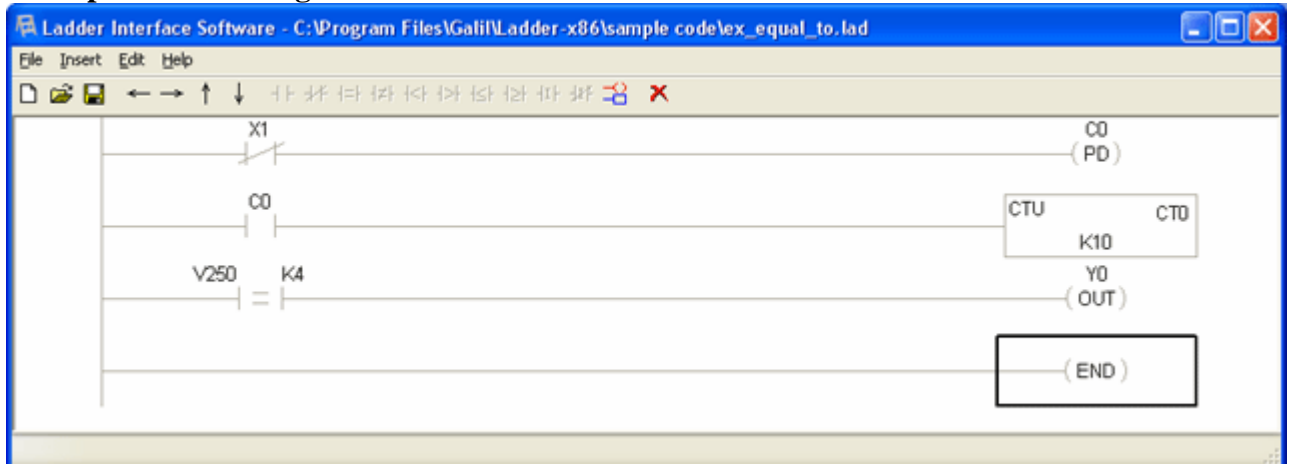 Ladder Interface Software - C:\Program Files\Galil\Ladder-x86\sample code\ex_equal_to.lad
File Insert Edit Help
X1 C0
PD
C0 CTU CT0
K10
V250 K4 Y0
OUT
END